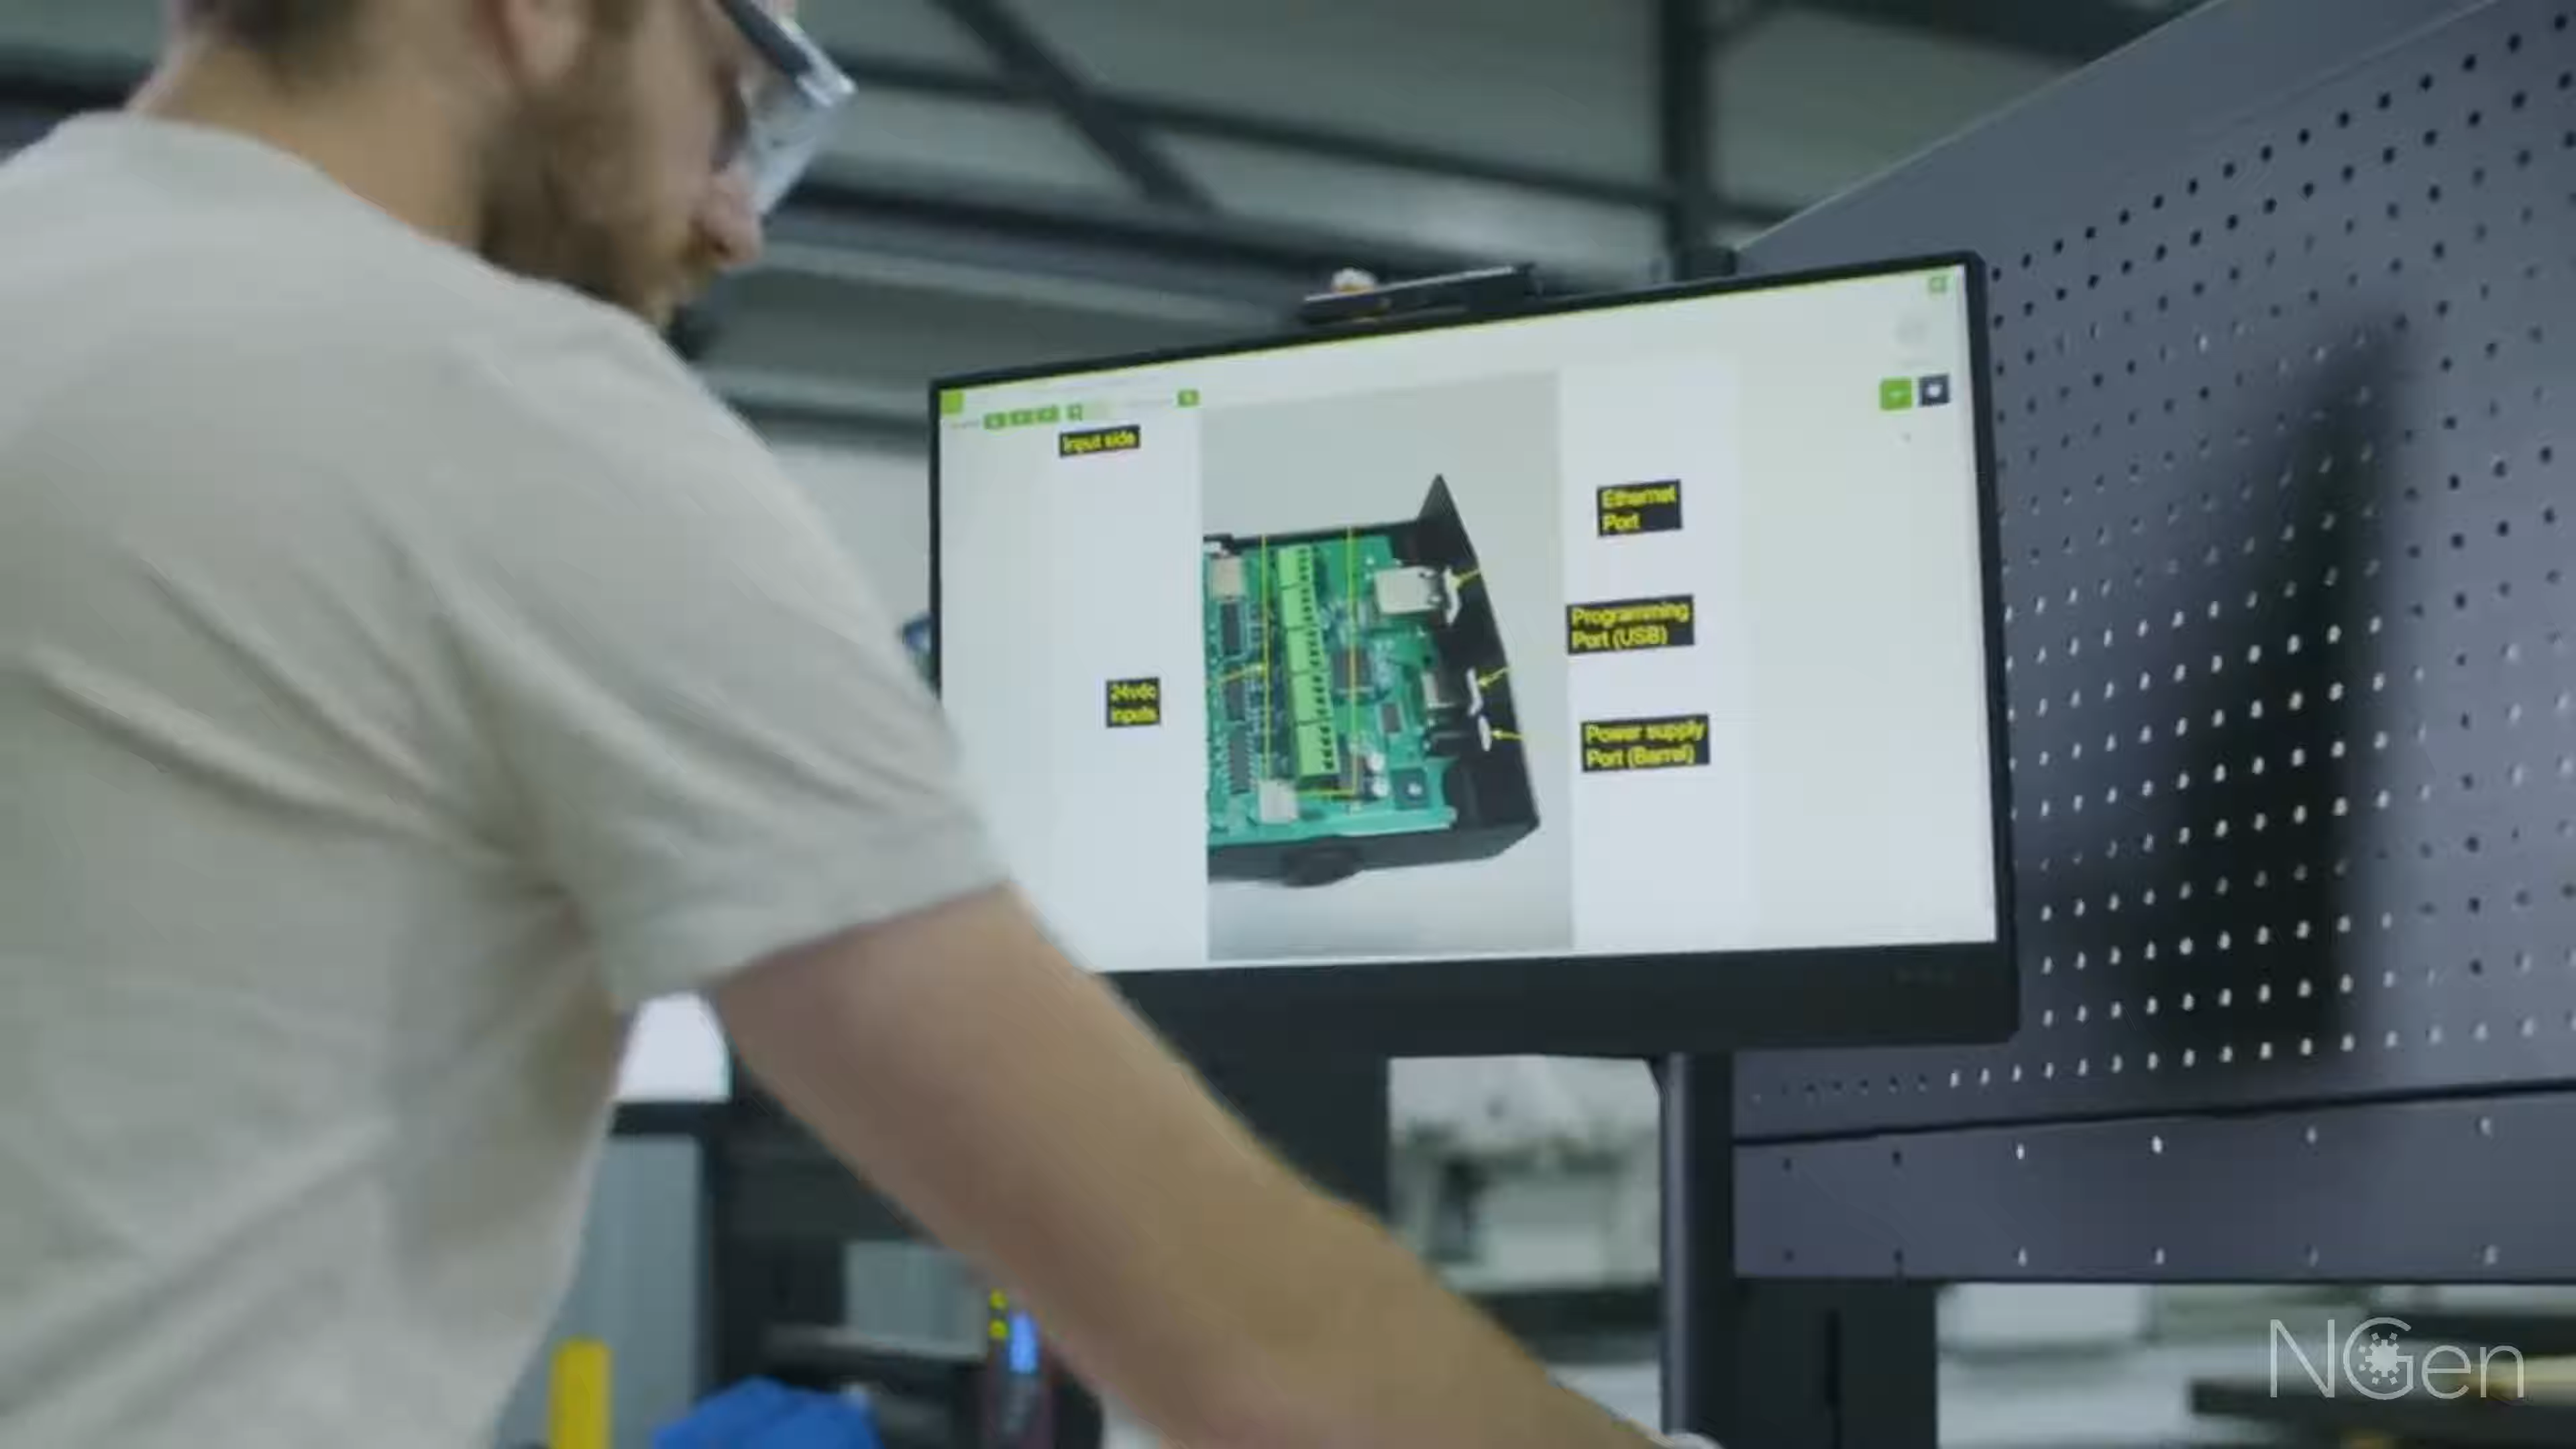 Input side
Ethernet
Port
Programming
Port (USB)
24vdc
inputs
Power supply
Port (Barrel)
NGen